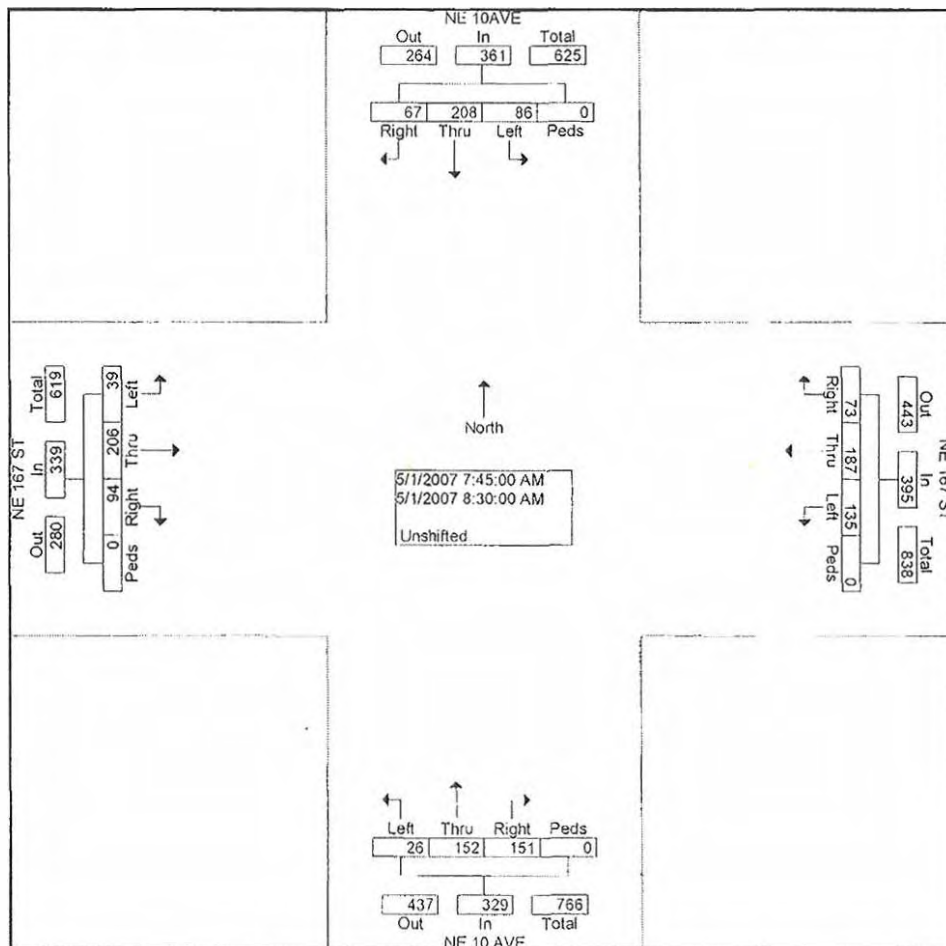 NE 10AVE
Out In Total
264 361 625
67 208 86 0
Right Thru Left Peds
Total In Out
619 339 280
NE 167 ST
39 206 94 0
Left Thru Right Peds
North
5/1/2007 7:45:00 AM
5/1/2007 8:30:00 AM
Unshifted
Right Thru Left Peds
73 187 135 0
Out In Total
443 395 838
NE 167 ST
Left Thru Right Peds
26 152 151 0
437 329 766
Out In Total
NE 10 AVE